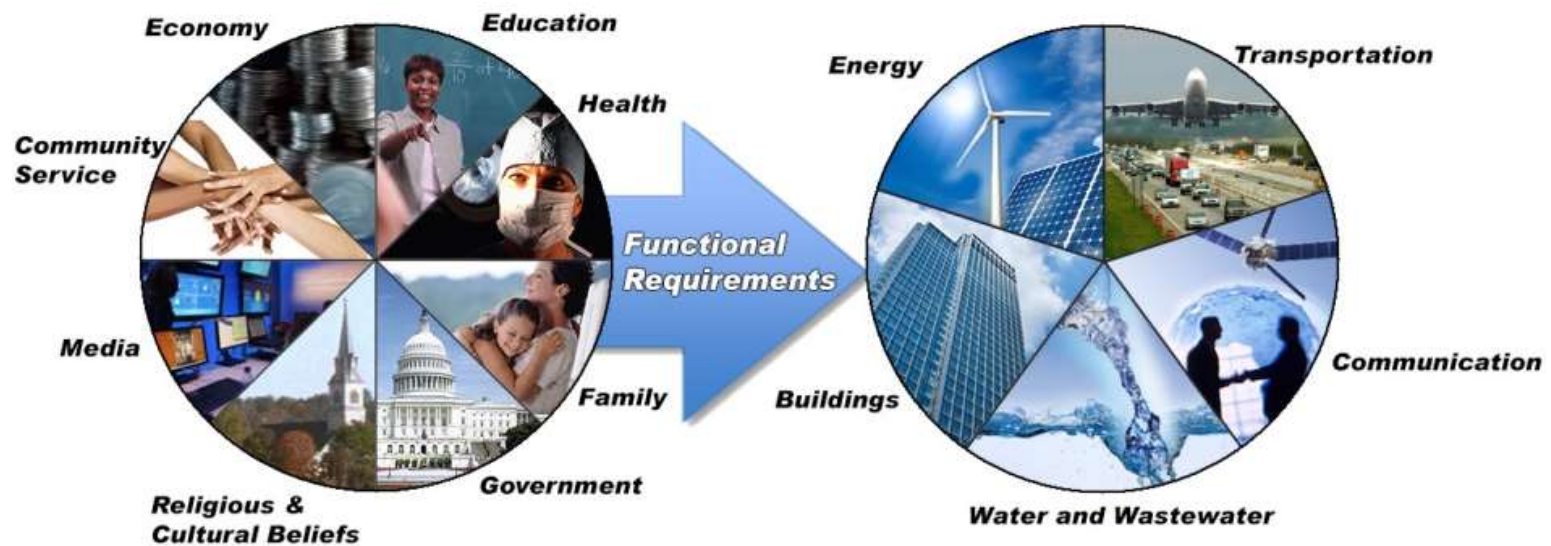 Economy
Education
Health
Community
Service
Media
Religious &
Cultural Beliefs
Government
Family
Functional
Requirements
Energy
Transportation
Communication
Water and Wastewater
Buildings